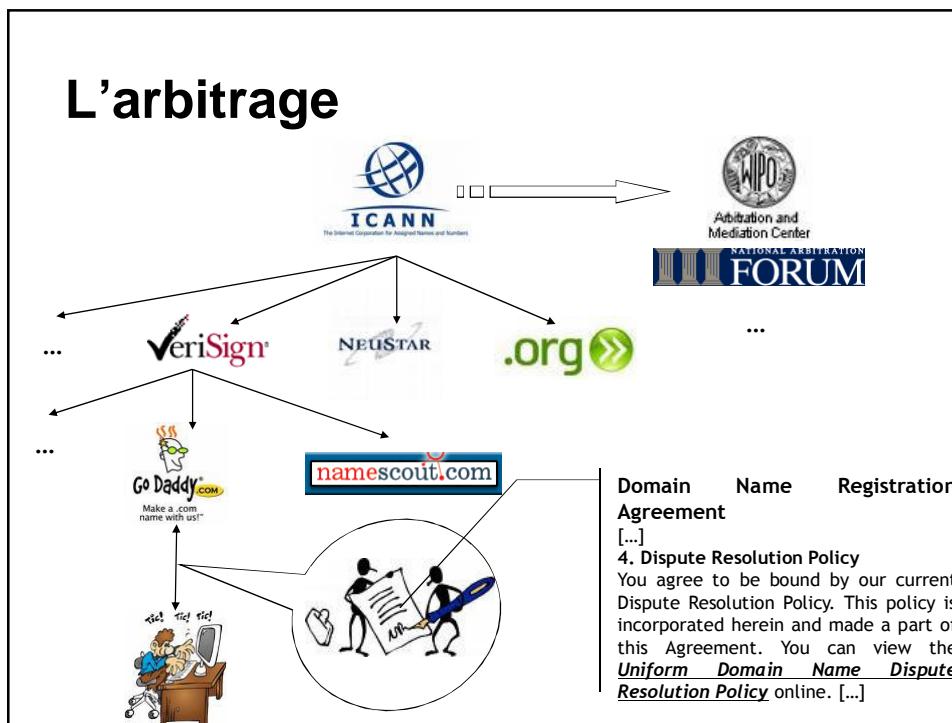 L'arbitrage
ICANN
The Internet Corporation for Assigned Names and Numbers
WIPO
Arbitration and
Mediation Center
NATIONAL ARBITRATION
FORUM
...
...
VeriSign
NEUSTAR
.org
...
Go Daddy.COM
Make a .com
name with us!™
namescout.com
Domain Name Registration
Agreement
[…]
4. Dispute Resolution Policy
You agree to be bound by our current
Dispute Resolution Policy. This policy is
incorporated herein and made a part of
this Agreement. You can view the
Uniform Domain Name Dispute
Resolution Policy online. […]
TIC! TIC! TIC!